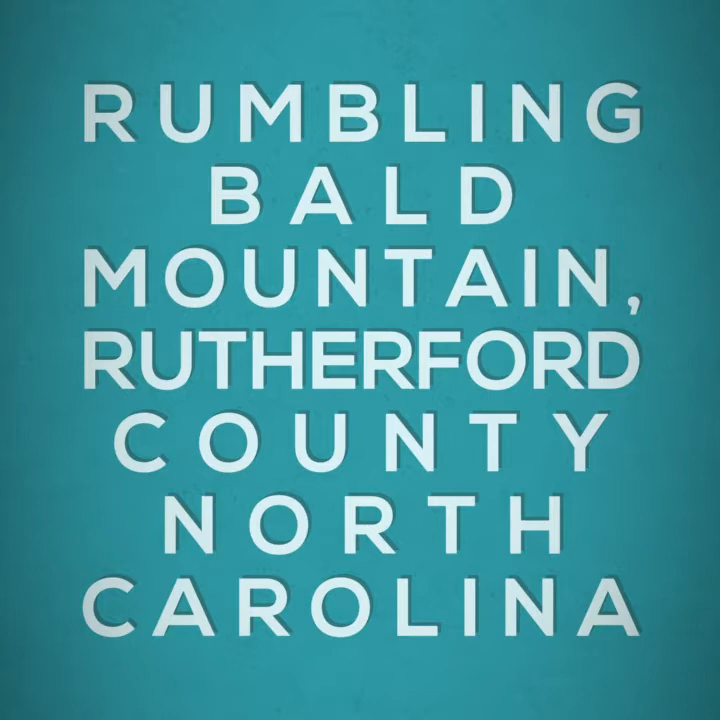 RUMBLING
BALD
MOUNTAIN,
RUTHERFORD
COUNTY
NORTH
CAROLINA